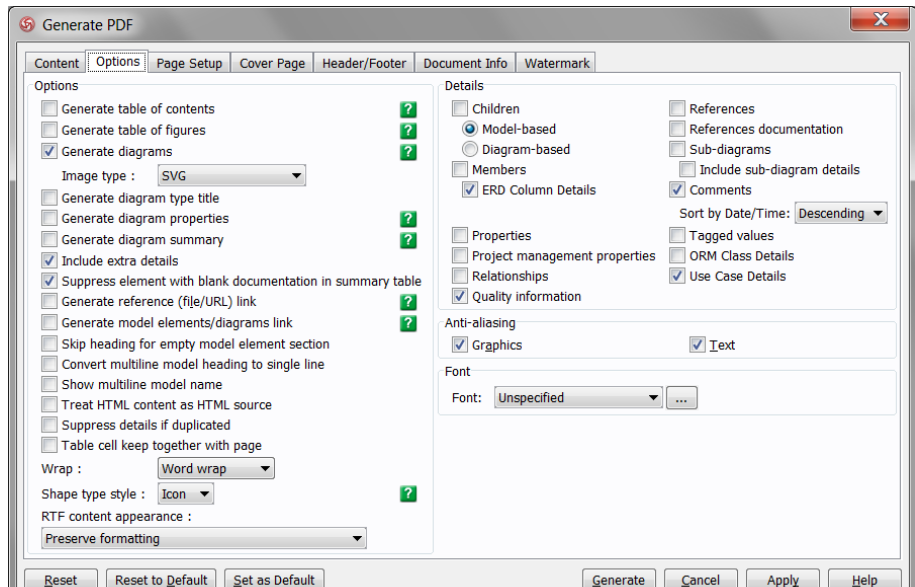 Generate PDF
Content Options Page Setup Cover Page Header/Footer Document Info Watermark
Options
Generate table of contents ?
Generate table of figures ?
Generate diagrams ?
Image type : SVG
Generate diagram type title
Generate diagram properties ?
Generate diagram summary ?
Include extra details
Suppress element with blank documentation in summary table
Generate reference (file/URL) link ?
Generate model elements/diagrams link ?
Skip heading for empty model element section
Convert multiline model heading to single line
Show multiline model name
Treat HTML content as HTML source
Suppress details if duplicated
Table cell keep together with page
Wrap : Word wrap
Shape type style : Icon ?
RTF content appearance :
Preserve formatting
Details
Children References
Model-based References documentation
Diagram-based Sub-diagrams
Members Include sub-diagram details
ERD Column Details Comments
Sort by Date/Time: Descending
Properties Tagged values
Project management properties ORM Class Details
Relationships Use Case Details
Quality information
Anti-aliasing
Graphics Text
Font
Font: Unspecified ...
Reset Reset to Default Set as Default Generate Cancel Apply Help